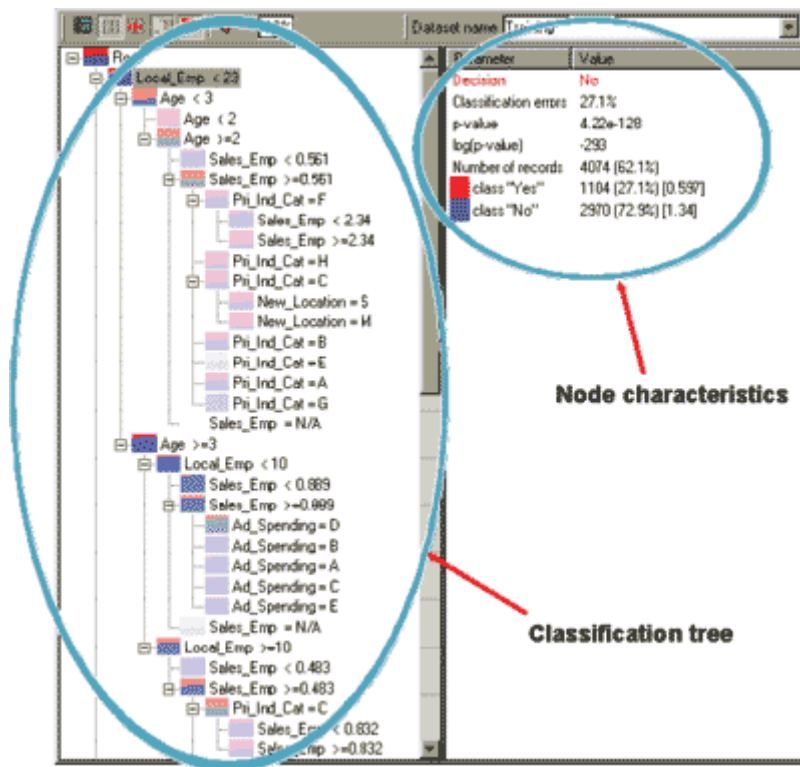 Dataset name
Local_Emp < 23
Age < 3
Age < 2
Age >=2
Sales_Emp < 0.561
Sales_Emp >=0.561
Pri_Ind_Cat = F
Sales_Emp < 2.34
Sales_Emp >=2.34
Pri_Ind_Cat = H
Pri_Ind_Cat = C
New_Location = S
New_Location = M
Pri_Ind_Cat = B
Pri_Ind_Cat = E
Pri_Ind_Cat = A
Pri_Ind_Cat = G
Sales_Emp = N/A
Age >=3
Local_Emp < 10
Sales_Emp < 0.889
Sales_Emp >=0.889
Ad_Spending = D
Ad_Spending = B
Ad_Spending = A
Ad_Spending = C
Ad_Spending = E
Sales_Emp = N/A
Local_Emp >=10
Sales_Emp < 0.483
Sales_Emp >=0.483
Pri_Ind_Cat = C
Sales_Emp < 0.832
Sales_Emp >=0.832
Parameter Value
Decision No
Classification errors 27.1%
p-value 4.22e-128
log(p-value) -293
Number of records 4074 (62.1%)
class "Yes" 1104 (27.1%) [0.597]
class "No" 2970 (72.9%) [1.34]
Node characteristics
Classification tree